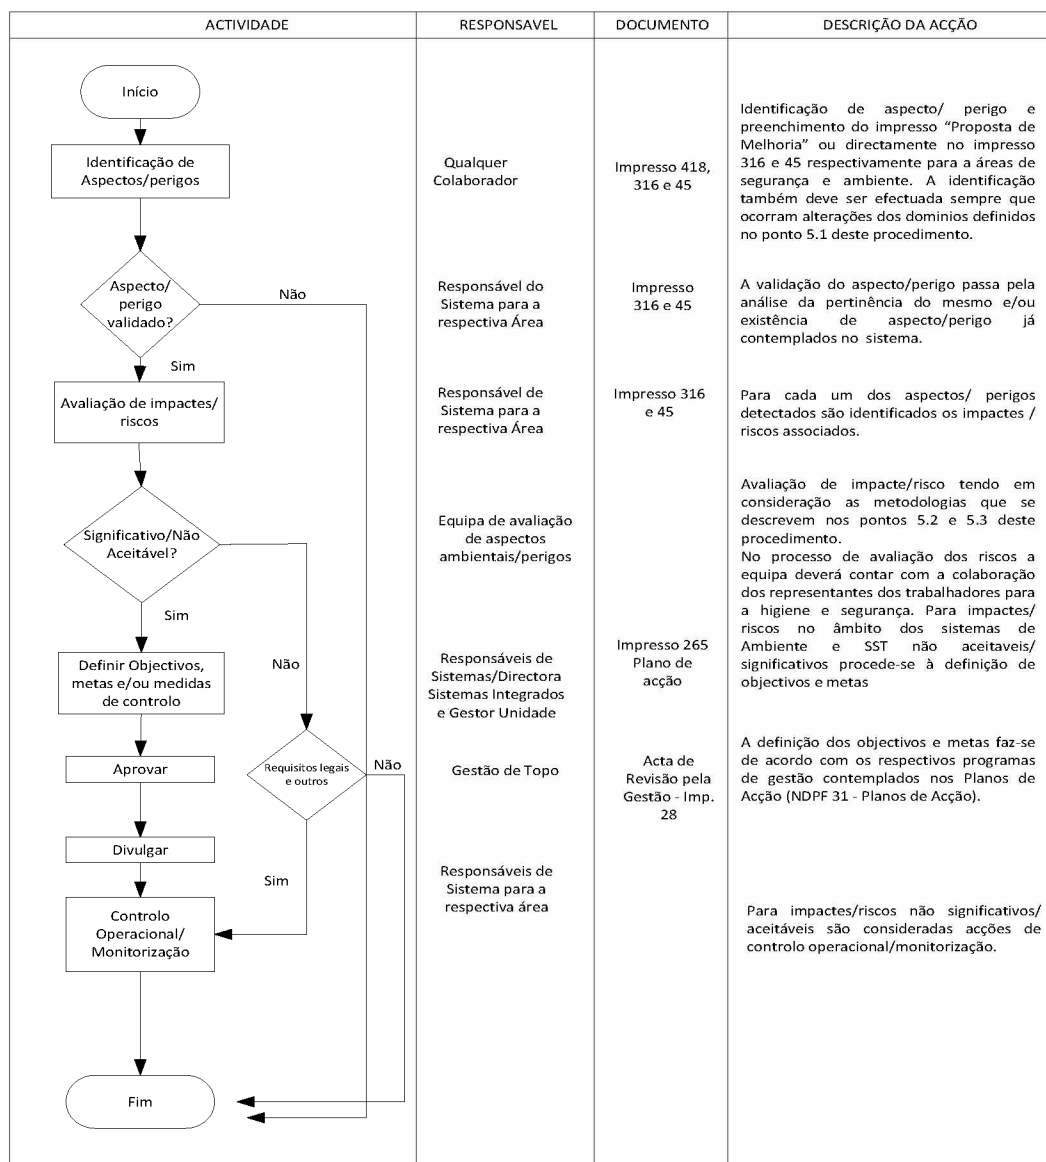 ACTIVIDADE
RESPONSAVEL
DOCUMENTO
DESCRIÇÃO DA ACÇÃO
Início
Identificação de
Aspectos/perigos
Qualquer
Colaborador
Impresso 418,
316 e 45
Identificação de aspecto/ perigo e
preenchimento do impresso “Proposta de
Melhoria” ou directamente no impresso
316 e 45 respectivamente para a áreas de
segurança e ambiente. A identificação
também deve ser efectuada sempre que
ocorram alterações dos dominios definidos
no ponto 5.1 deste procedimento.
Aspecto/
perigo
validado?
Não
Sim
Responsável do
Sistema para a
respectiva Área
Impresso
316 e 45
A validação do aspecto/perigo passa pela
análise da pertinência do mesmo e/ou
existência de aspecto/perigo já
contemplados no sistema.
Avaliação de impactes/
riscos
Responsável de
Sistema para a
respectiva Área
Impresso 316
e 45
Para cada um dos aspectos/ perigos
detectados são identificados os impactes /
riscos associados.
Significativo/Não
Aceitável?
Sim
Não
Equipa de avaliação
de aspectos
ambientais/perigos
Avaliação de impacte/risco tendo em
consideração as metodologias que se
descrevem nos pontos 5.2 e 5.3 deste
procedimento.
No processo de avaliação dos riscos a
equipa deverá contar com a colaboração
dos representantes dos trabalhadores para
a higiene e segurança. Para impactes/
riscos no âmbito dos sistemas de
Ambiente e SST não aceitaveis/
significativos procede-se à definição de
objectivos e metas
Definir Objectivos,
metas e/ou medidas
de controlo
Responsáveis de
Sistemas/Directora
Sistemas Integrados
e Gestor Unidade
Impresso 265
Plano de
acção
Aprovar
Requisitos legais
e outros
Não
Sim
Gestão de Topo
Acta de
Revisão pela
Gestão - Imp.
28
A definição dos objectivos e metas faz-se
de acordo com os respectivos programas
de gestão contemplados nos Planos de
Acção (NDPF 31 - Planos de Acção).
Divulgar
Responsáveis de
Sistema para a
respectiva área
Controlo
Operacional/
Monitorização
Para impactes/riscos não significativos/
aceitáveis são consideradas acções de
controlo operacional/monitorização.
Fim